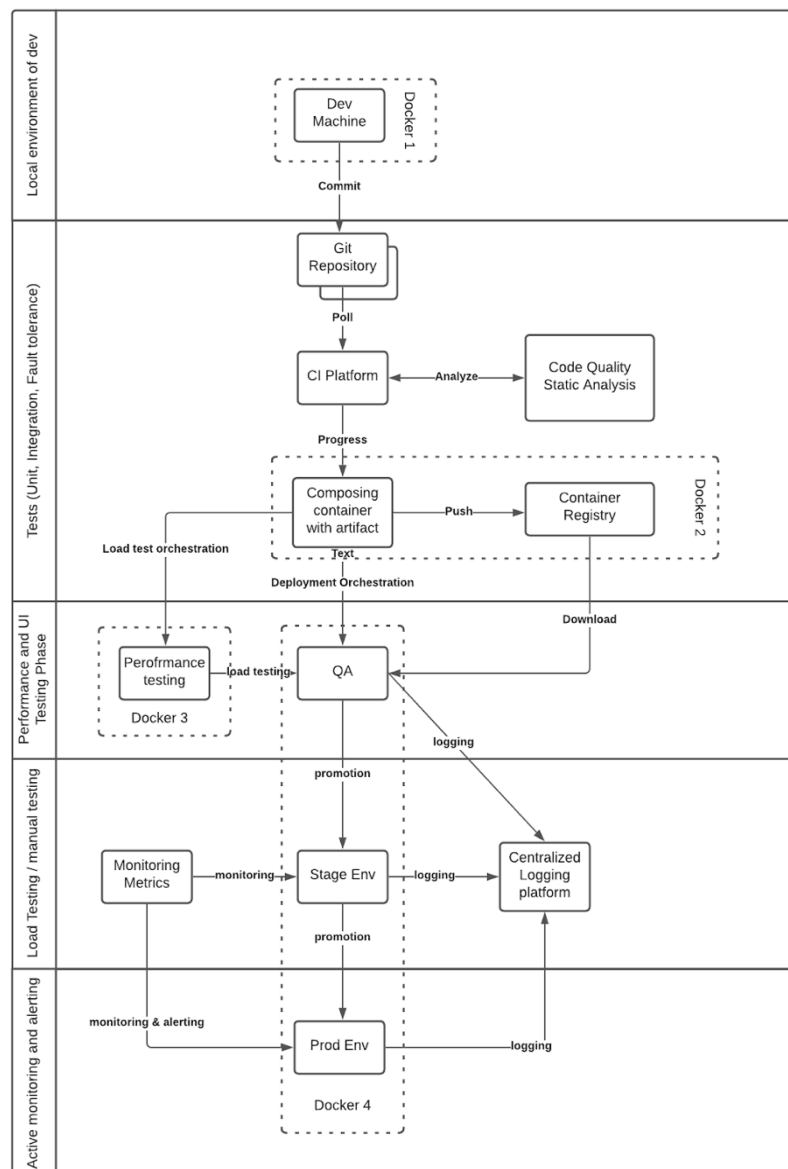 Local environment of dev
Dev
Machine
Docker 1
Commit
Tests (Unit, Integration, Fault tolerance)
Git
Repository
Poll
CI Platform
Analyze
Code Quality
Static Analysis
Progress
Composing
container
with artifact
Push
Container
Registry
Docker 2
Load test orchestration
Text
Deployment Orchestration
Download
Performance and UI
Testing Phase
Perofrmance
testing
load testing
QA
Docker 3
logging
promotion
Load Testing / manual testing
Monitoring
Metrics
monitoring
Stage Env
logging
Centralized
Logging
platform
promotion
Active monitoring and alerting
monitoring & alerting
Prod Env
logging
Docker 4